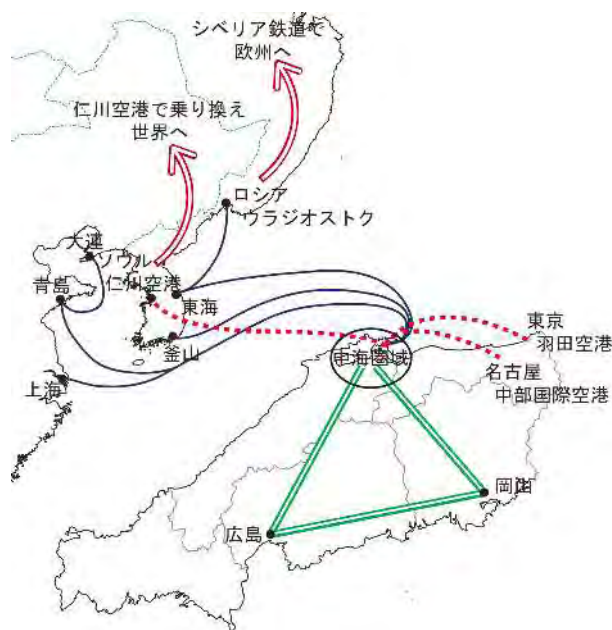 シベリア鉄道で
欧州へ
仁川空港で乗り換え
世界へ
ロシア
ウラジオストク
大連
ソウル
仁川空港
青島
東海
釜山
上海
東京
羽田空港
名古屋
中部国際空港
中海圏域
岡山
広島